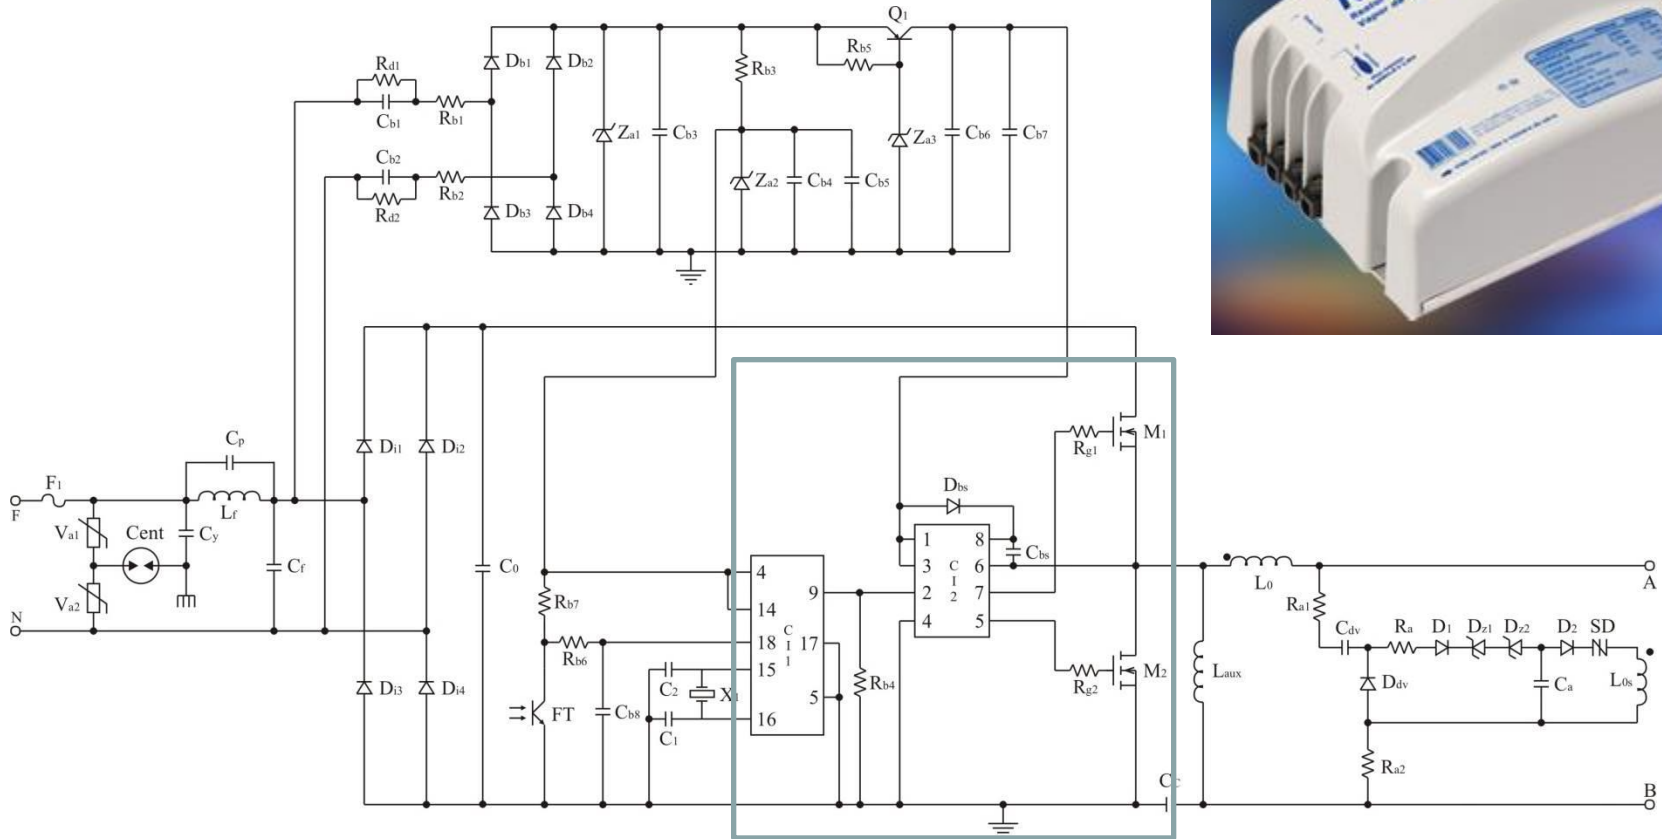 Q1
Rb5
Rd1
Cb1
Rb1
Db1
Db2
Za1
Cb3
Rb3
Za3
Cb6
Cb7
Cb2
Rd2
Rb2
Db3
Db4
Za2
Cb4
Cb5
F1
F
Va1
Cent
Va2
N
Cp
Lf
Cy
Cf
Di1
Di2
Di3
Di4
C0
Rb7
Rb6
FT
Cb8
C2
C1
X1
4
14
18
15
16
9
17
5
CI1
Rb4
Dbs
1
3
2
4
8
6
7
5
CI2
Cbs
Rg1
M1
Rg2
M2
Laux
L0
Ra1
Cdv
Ra
D1
Dz1
Dz2
D2
SD
Ddv
Ca
L0s
Ra2
A
B